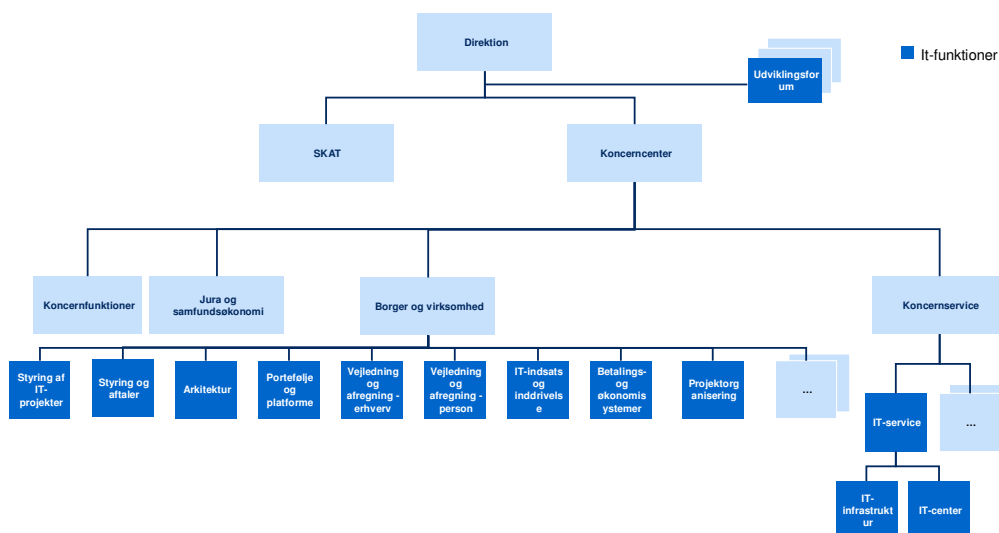 Direktion
It-funktioner
Udviklingsfor
um
SKAT
Koncerncenter
Koncernfunktioner
Jura og
samfundsøkonomi
Borger og virksomhed
Koncernservice
Styring af
IT-
projekter
Styring og
aftaler
Arkitektur
Portefølje
og
platforme
Vejledning
og
afregning -
erhverv
Vejledning
og
afregning -
person
IT-indsats
og
inddrivels
e
Betalings-
og
økonomis
ystemer
Projektorg
anisering
...
IT-service
...
IT-
infrastrukt
ur
IT-center